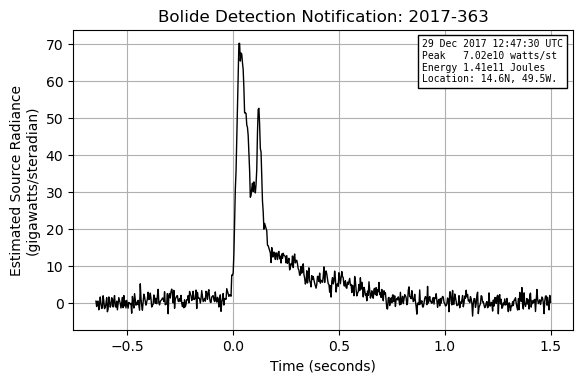 Bolide Detection Notification: 2017-363
29 Dec 2017 12:47:30 UTC
Peak   7.02e10 watts/st
Energy 1.41e11 Joules
Location: 14.6N, 49.5W.
Estimated Source Radiance
(gigawatts/steradian)
70
60
50
40
30
20
10
0
−0.5 0.0 0.5 1.0 1.5
Time (seconds)